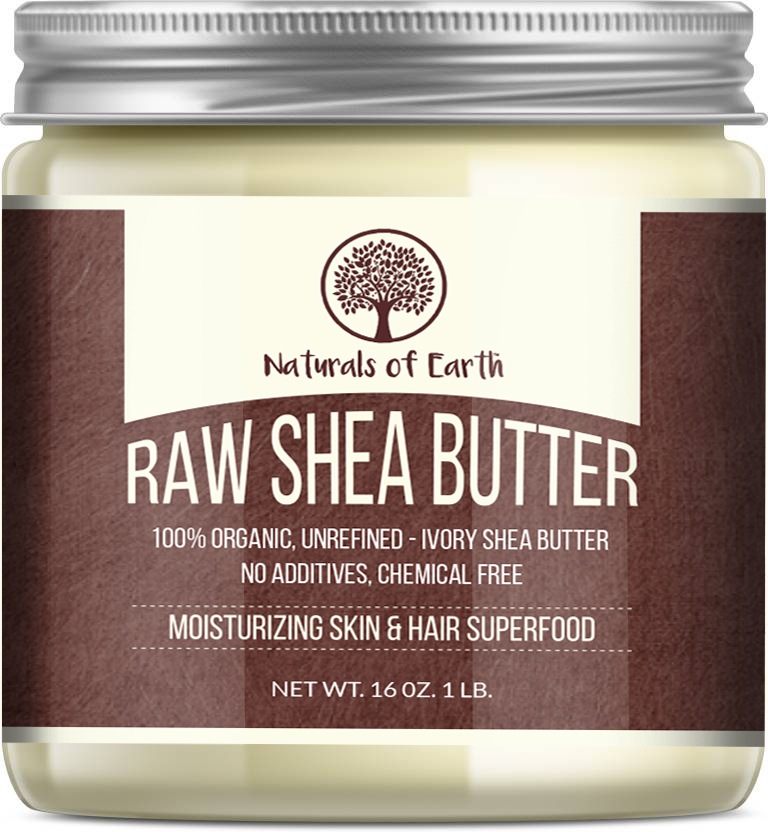 Naturals of Earth™
RAW SHEA BUTTER
100% ORGANIC, UNREFINED - IVORY SHEA BUTTER
NO ADDITIVES, CHEMICAL FREE
MOISTURIZING SKIN & HAIR SUPERFOOD
NET WT. 16 OZ. 1 LB.